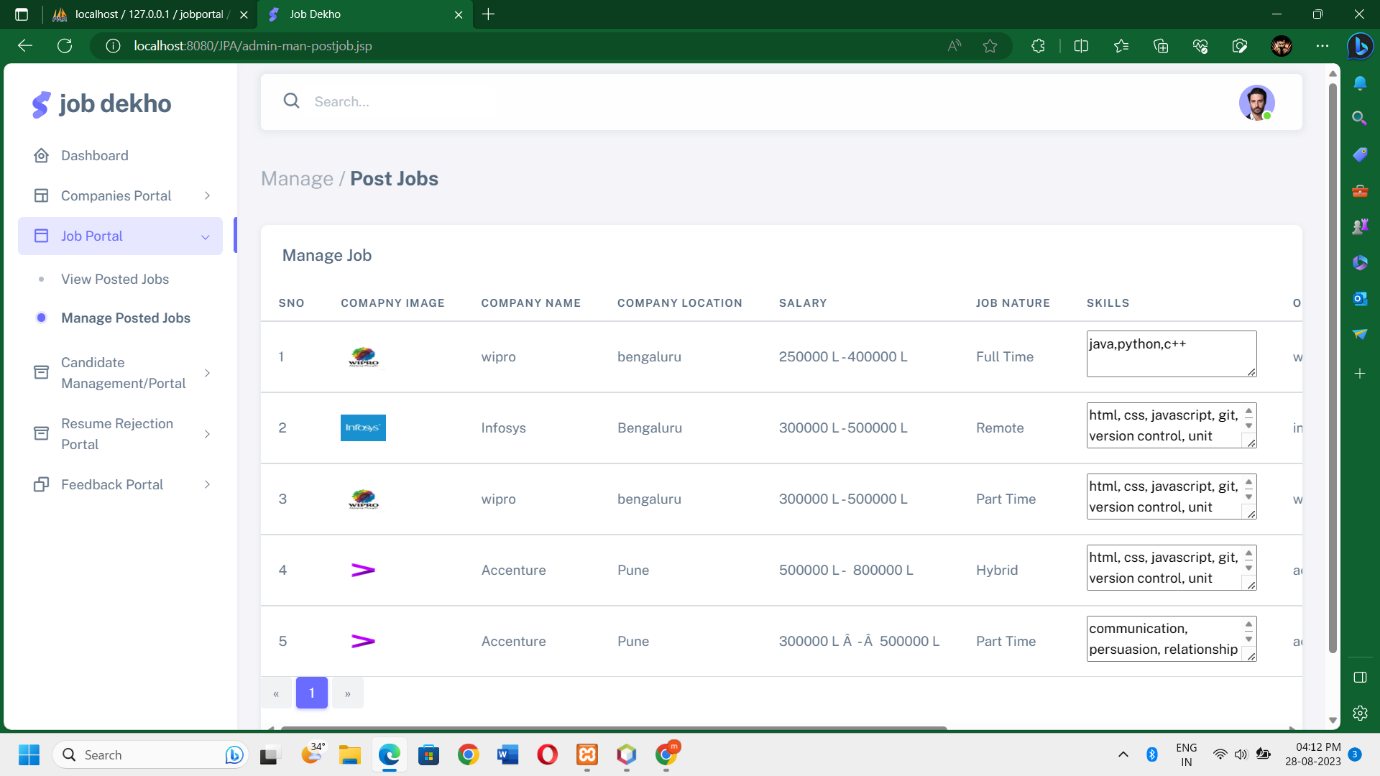 localhost / 127.0.0.1 / jobportal /
Job Dekho
localhost:8080/JPA/admin-man-postjob.jsp
job dekho
Search...
Dashboard
Companies Portal
Job Portal
View Posted Jobs
Manage Posted Jobs
Candidate
Management/Portal
Resume Rejection
Portal
Feedback Portal
Manage / Post Jobs
Manage Job
SNO COMAPNY IMAGE COMPANY NAME COMPANY LOCATION SALARY JOB NATURE SKILLS O
1 WIPRO wipro bengaluru 250000 L - 400000 L Full Time java,python,c++ w
2 Infosys Infosys Bengaluru 300000 L - 500000 L Remote html, css, javascript, git, in
version control, unit
3 WIPRO wipro bengaluru 300000 L - 500000 L Part Time html, css, javascript, git, w
version control, unit
4 Accenture Pune 500000 L - 800000 L Hybrid html, css, javascript, git, a
version control, unit
5 Accenture Pune 300000 L Â -Â 500000 L Part Time communication, a
persuasion, relationship
« 1 »
34°
Search
m
ENG
IN
04:12 PM
28-08-2023
3